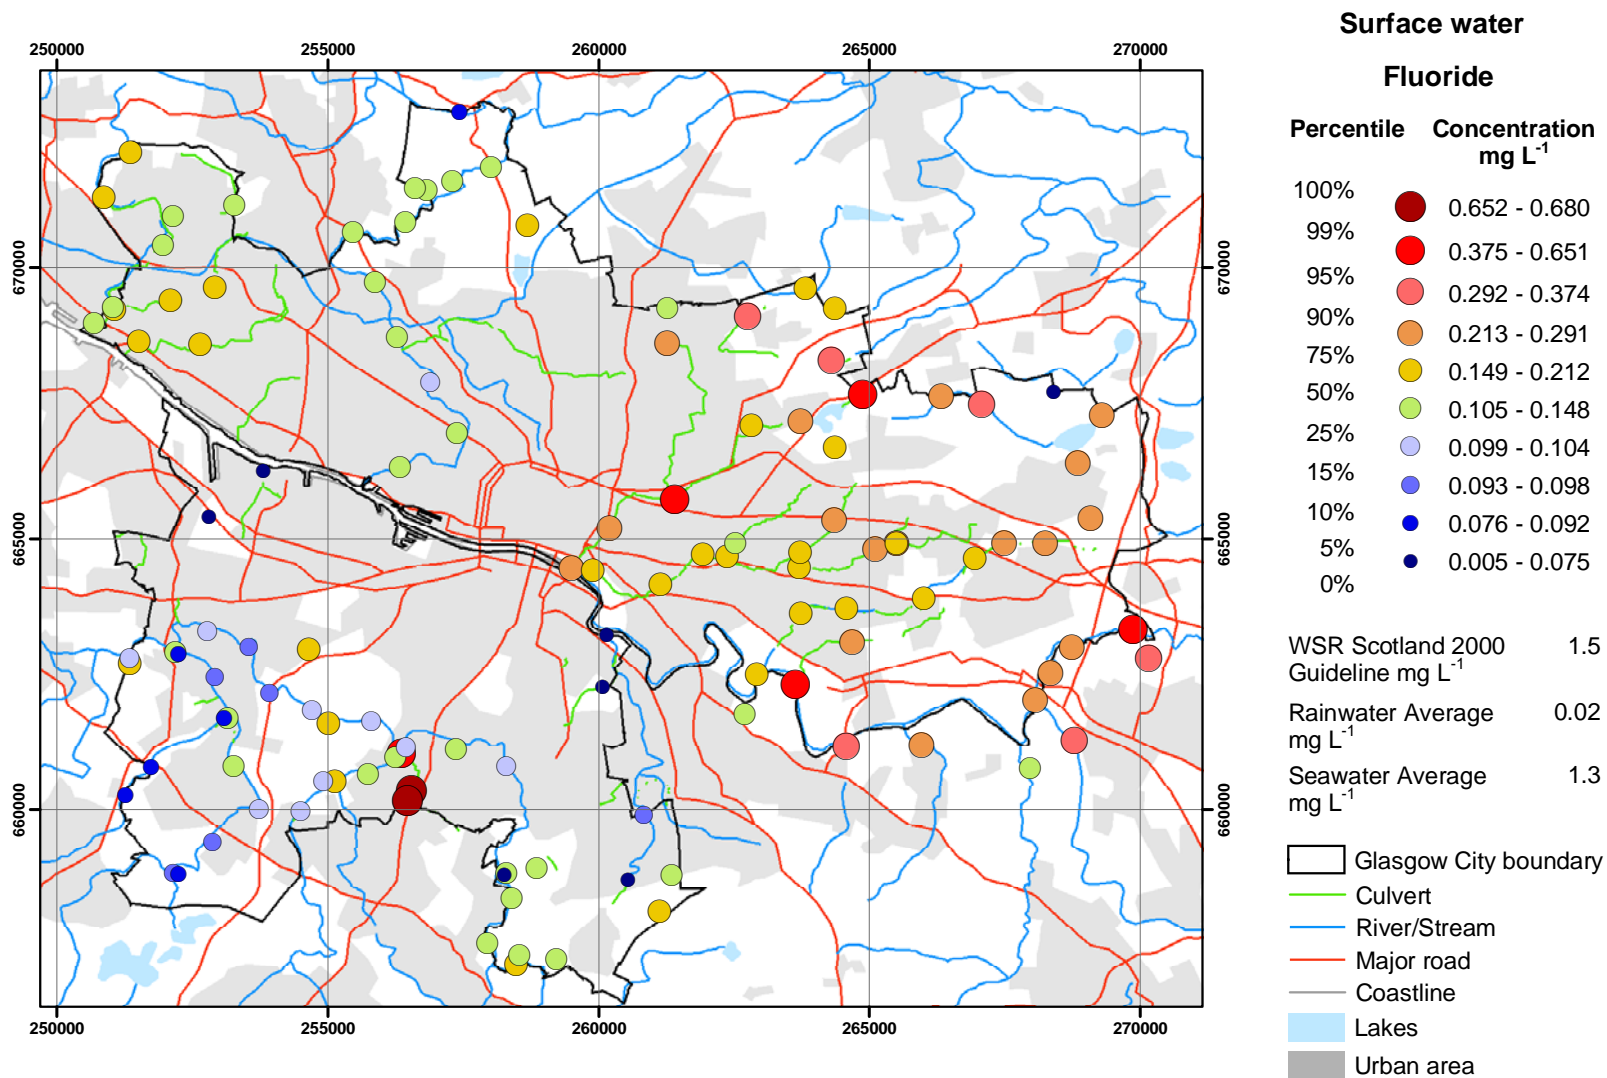 Surface water
Fluoride
Percentile Concentration
mg L-1
100%
0.652 - 0.680
99%
0.375 - 0.651
95%
0.292 - 0.374
90%
0.213 - 0.291
75%
0.149 - 0.212
50%
0.105 - 0.148
25%
0.099 - 0.104
15%
0.093 - 0.098
10%
0.076 - 0.092
5%
0.005 - 0.075
0%
WSR Scotland 2000 1.5
Guideline mg L-1
Rainwater Average 0.02
mg L-1
Seawater Average 1.3
mg L-1
Glasgow City boundary
Culvert
River/Stream
Major road
Coastline
Lakes
Urban area
250000 255000 260000 265000 270000
670000 670000
665000 665000
660000 660000
250000 255000 260000 265000 270000